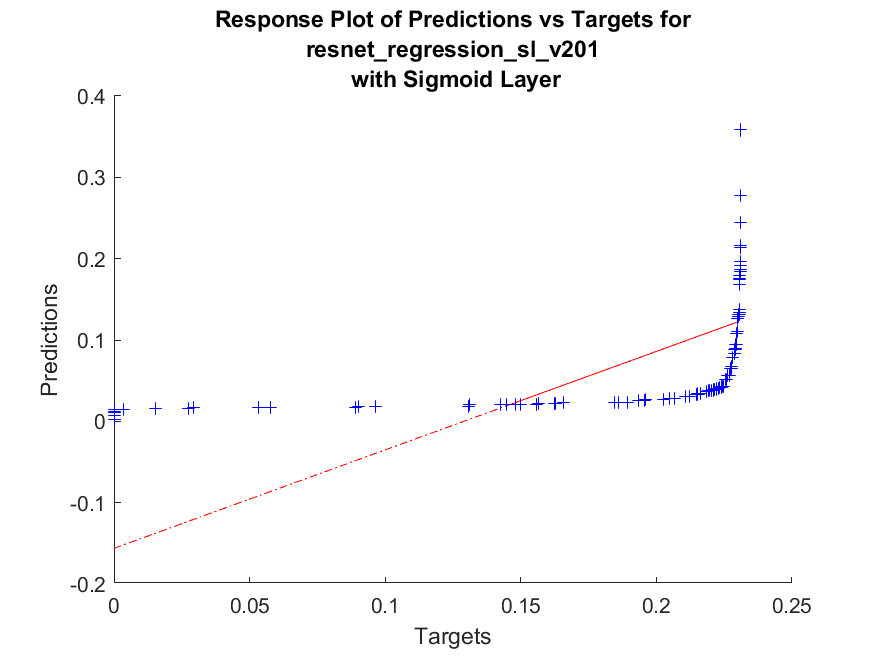 Response Plot of Predictions vs Targets for
resnet_regression_sl_v201
with Sigmoid Layer
0.4
0.3
0.2
0.1
0
-0.1
-0.2
Predictions
0 0.05 0.1 0.15 0.2 0.25
Targets